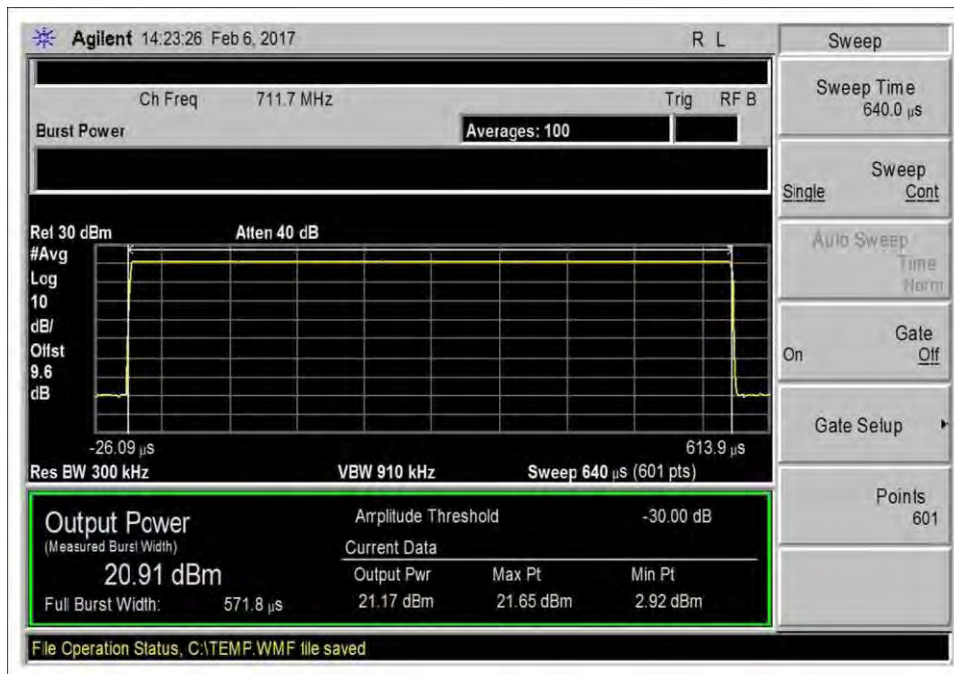 Agilent 14:23:26 Feb 6, 2017 R L
Sweep
Ch Freq 711.7 MHz Trig RF B
Burst Power
Averages: 100
Sweep Time
640.0 μs
Sweep
Single Cont
Auto Sweep
Time
Norm
Gate
On Off
Gate Setup
Points
601
Ref 30 dBm Atten 40 dB
#Avg
Log
10
dB/
Offst
9.6
dB
-26.09 μs 613.9 μs
Res BW 300 kHz VBW 910 kHz Sweep 640 μs (601 pts)
Output Power
(Measured Burst Width)
20.91 dBm
Full Burst Width: 571.8 μs
Amplitude Threshold -30.00 dB
Current Data
Output Pwr Max Pt Min Pt
21.17 dBm 21.65 dBm 2.92 dBm
File Operation Status, C:\TEMP.WMF file saved